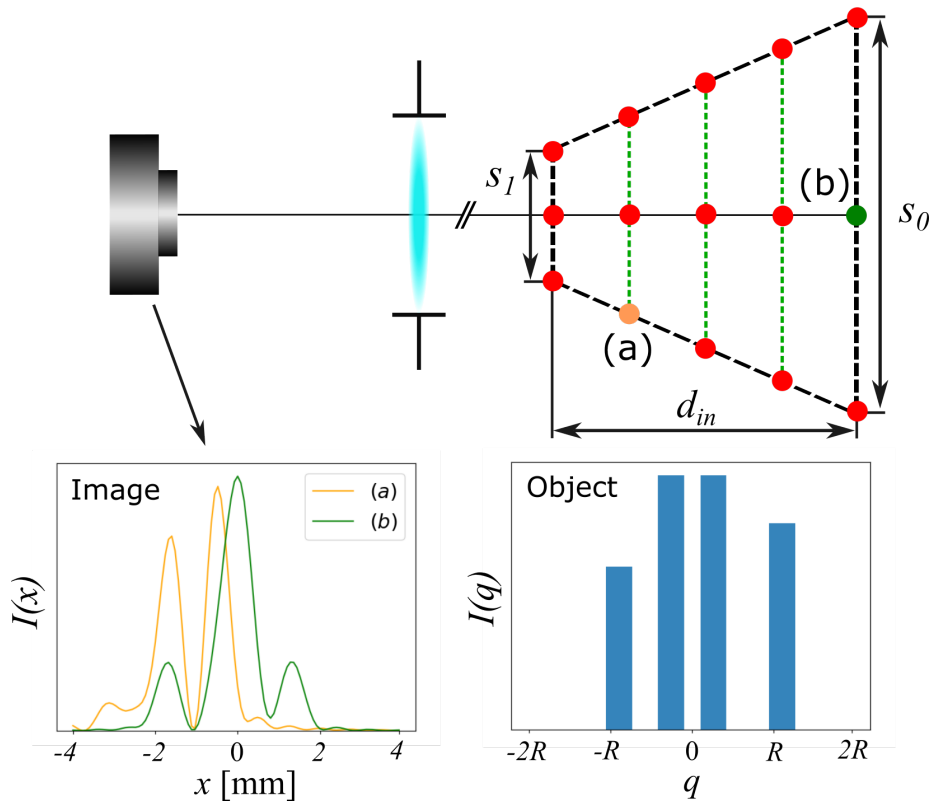 s₁
(b)
s₀
(a)
dᵢₙ
Image
(a)
(b)
I(x)
-4 -2 0 2 4
x [mm]
Object
I(q)
-2R -R 0 R 2R
q